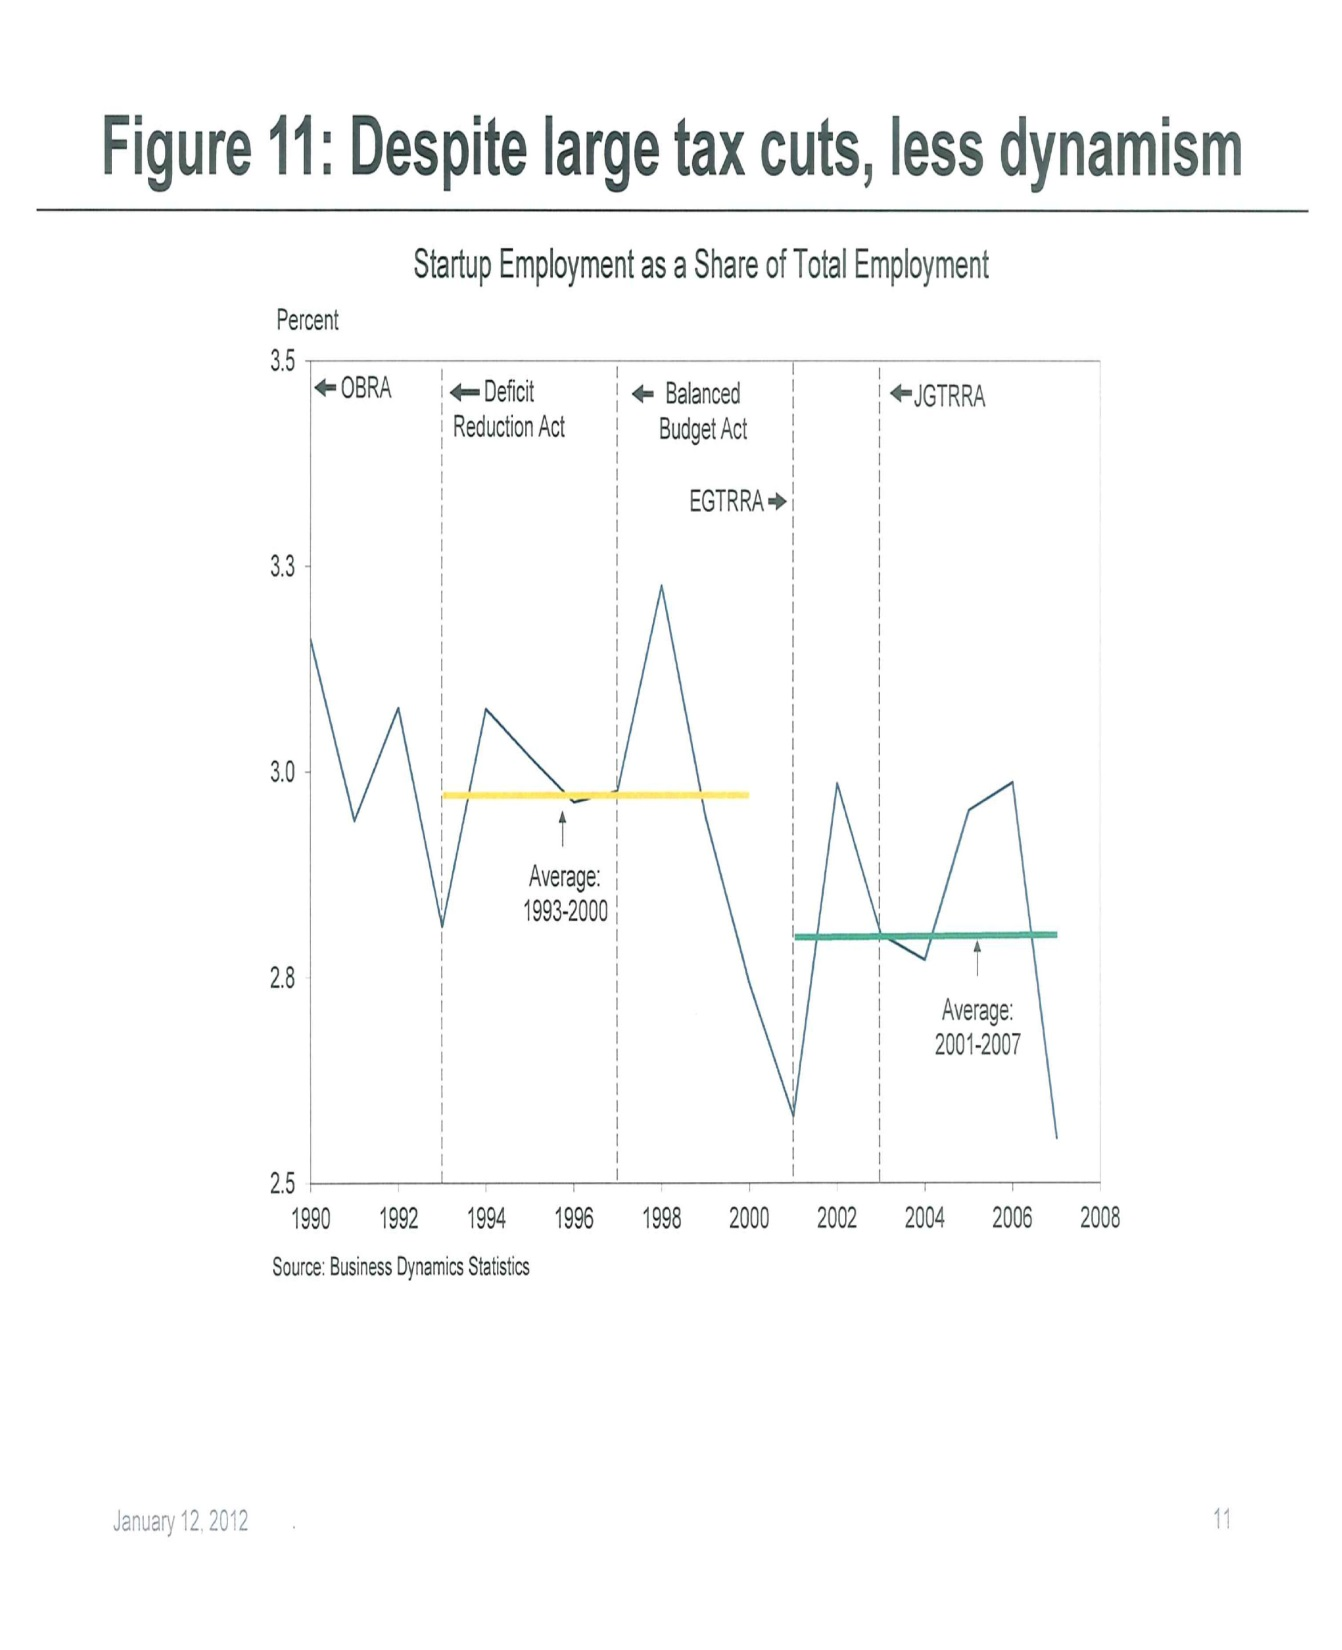 Figure 11: Despite large tax cuts, less dynamism
Startup Employment as a Share of Total Employment
Percent
3.5
OBRA
Deficit
Reduction Act
Balanced
Budget Act
JGTRRA
EGTRRA
3.3
3.0
Average:
1993-2000
2.8
Average:
2001-2007
2.5
1990 1992 1994 1996 1998 2000 2002 2004 2006 2008
Source: Business Dynamics Statistics
January 12, 2012
11